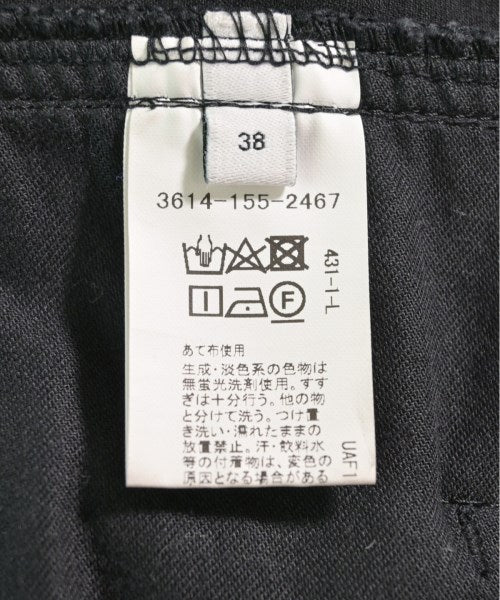 38
3614-155-2467
431-1-L
F
あて布使用
生成・淡色系の色物は
無蛍光洗剤使用。すす
ぎは十分行う。他の物
と分けて洗う。つけ置
き洗い・濡れたままの
放置禁止。汗・飲料水
等の付着物は、変色の
原因となる場合がある
UAF1